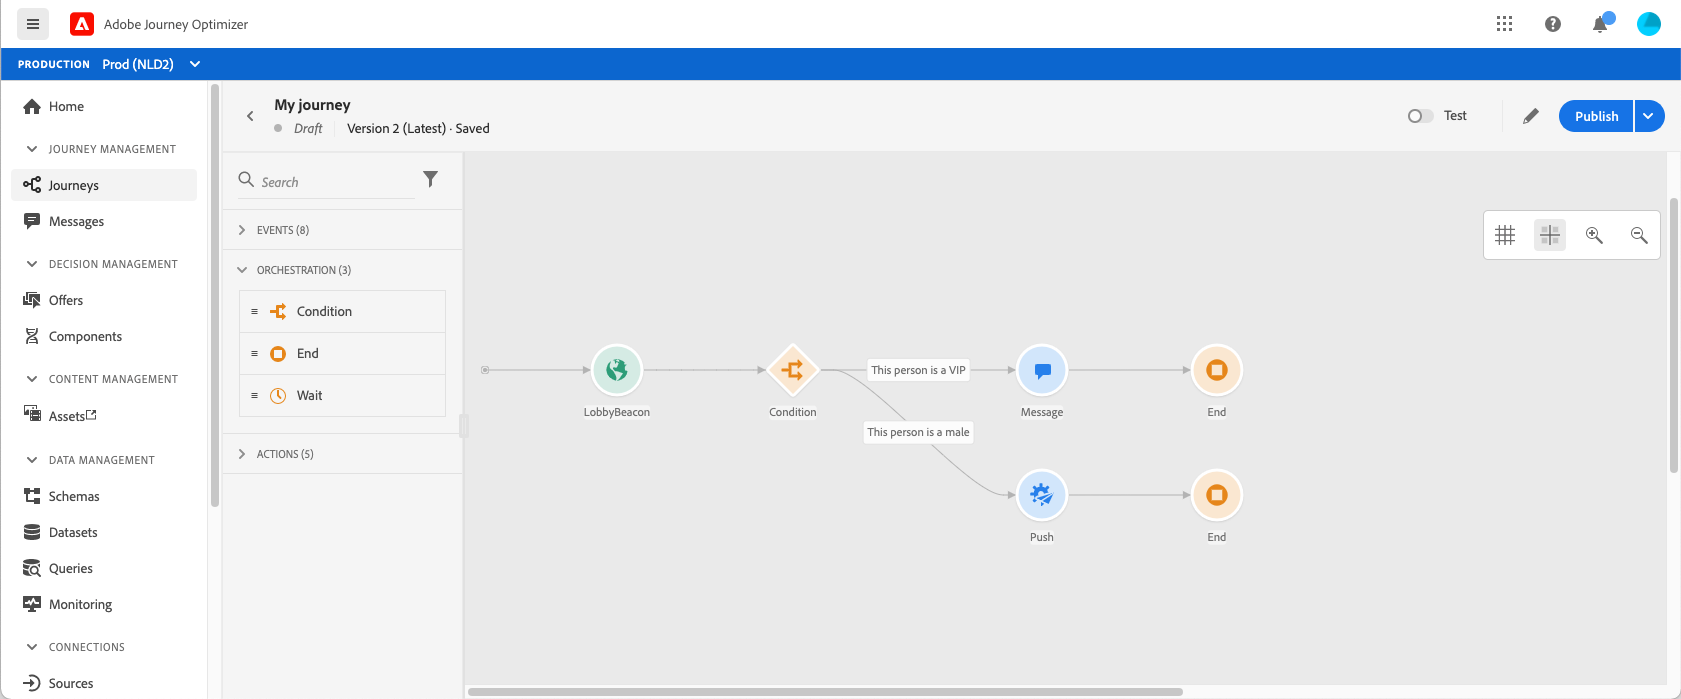 Adobe Journey Optimizer
PRODUCTION Prod (NLD2)
Home
JOURNEY MANAGEMENT
Journeys
Messages
DECISION MANAGEMENT
Offers
Components
CONTENT MANAGEMENT
Assets
DATA MANAGEMENT
Schemas
Datasets
Queries
Monitoring
CONNECTIONS
Sources
My journey
Draft Version 2 (Latest) · Saved
Test
Publish
Search
EVENTS (8)
ORCHESTRATION (3)
Condition
End
Wait
ACTIONS (5)
LobbyBeacon
Condition
This person is a VIP
Message
End
This person is a male
Push
End